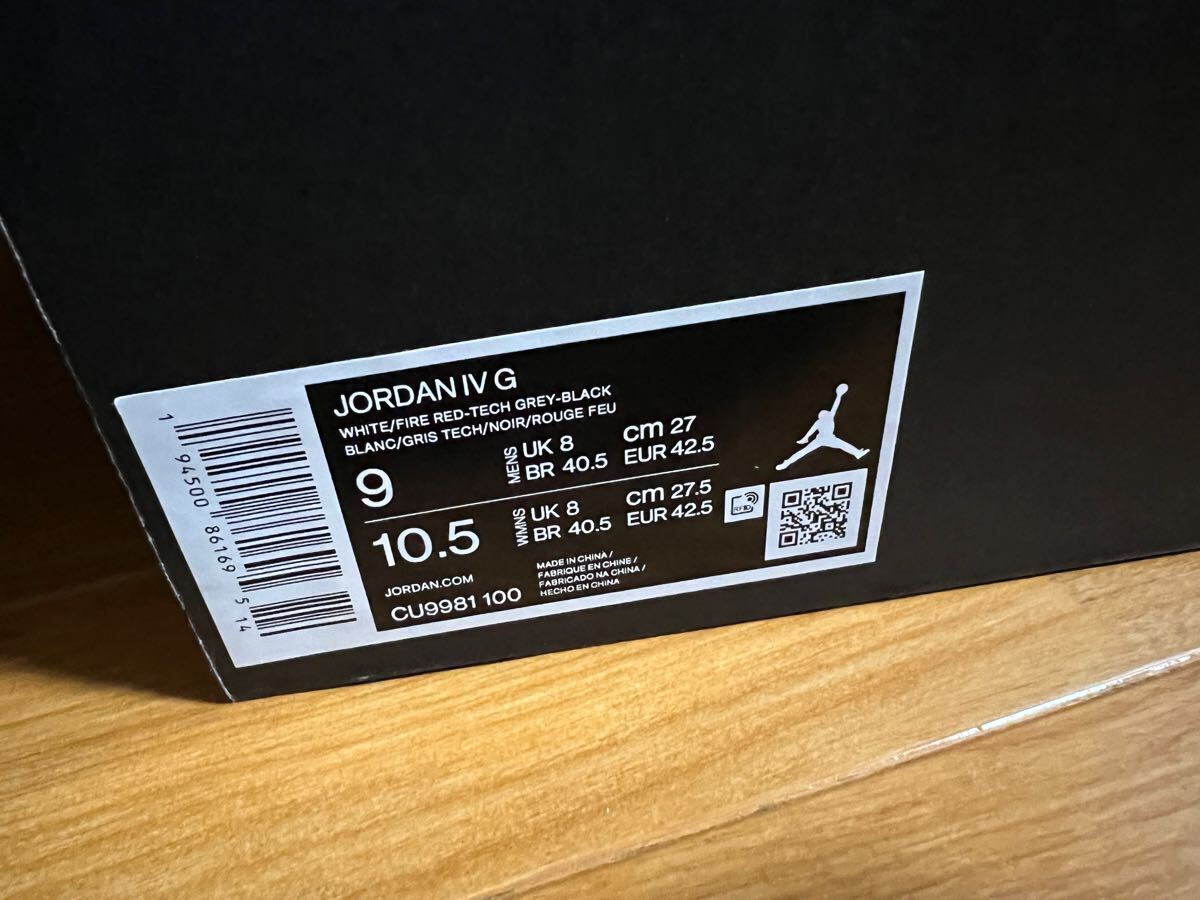 JORDAN IV G
WHITE/FIRE RED-TECH GREY-BLACK
BLANC/GRIS TECH/NOIR/ROUGE FEU
9 MENS UK 8 cm 27
BR 40.5 EUR 42.5
10.5 WMNS UK 8 cm 27.5
BR 40.5 EUR 42.5
RFID
JORDAN.COM
CU9981 100
MADE IN CHINA /
FABRIQUE EN CHINE /
FABRICADO NA CHINA /
HECHO EN CHINA
1 94500 86169 5 14